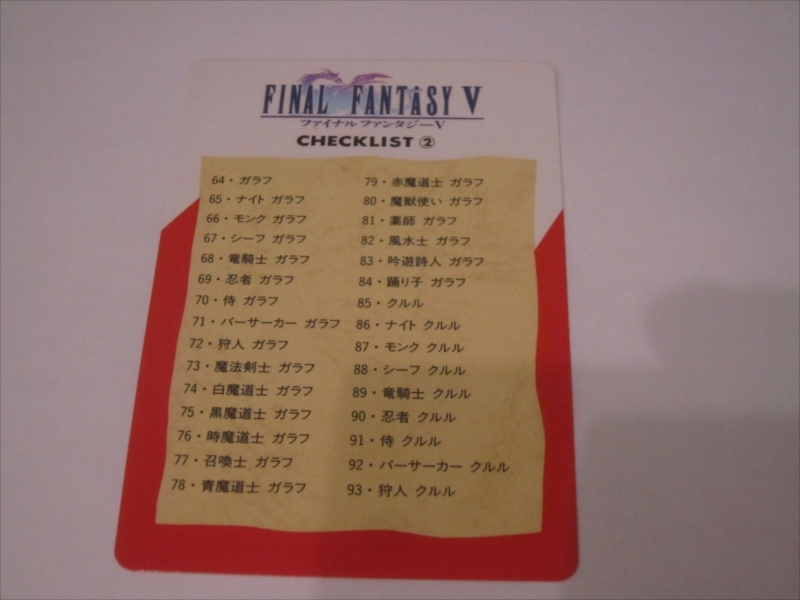 FINAL FANTASY V
ファイナルファンタジーV
CHECKLIST ②
64・ガラフ
65・ナイト ガラフ
66・モンク ガラフ
67・シーフ ガラフ
68・竜騎士 ガラフ
69・忍者 ガラフ
70・侍 ガラフ
71・バーサーカー ガラフ
72・狩人 ガラフ
73・魔法剣士 ガラフ
74・白魔道士 ガラフ
75・黒魔道士 ガラフ
76・時魔道士 ガラフ
77・召喚士 ガラフ
78・青魔道士 ガラフ
79・赤魔道士 ガラフ
80・魔獣使い ガラフ
81・薬師 ガラフ
82・風水士 ガラフ
83・吟遊詩人 ガラフ
84・踊り子 ガラフ
85・クルル
86・ナイト クルル
87・モンク クルル
88・シーフ クルル
89・竜騎士 クルル
90・忍者 クルル
91・侍 クルル
92・バーサーカー クルル
93・狩人 クルル